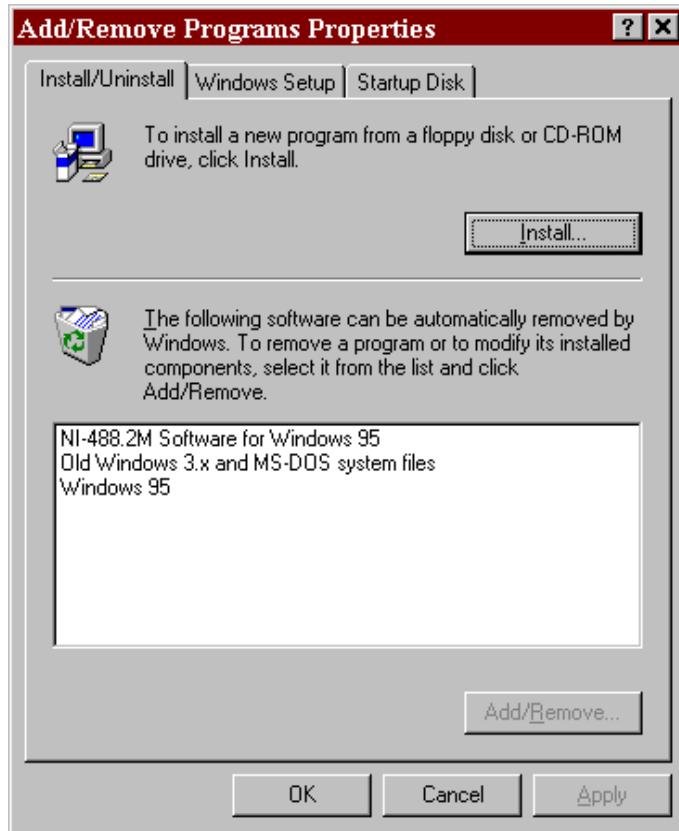 Add/Remove Programs Properties
Install/Uninstall Windows Setup Startup Disk
To install a new program from a floppy disk or CD-ROM
drive, click Install.
Install...
The following software can be automatically removed by
Windows. To remove a program or to modify its installed
components, select it from the list and click
Add/Remove.
NI-488.2M Software for Windows 95
Old Windows 3.x and MS-DOS system files
Windows 95
Add/Remove...
OK Cancel Apply